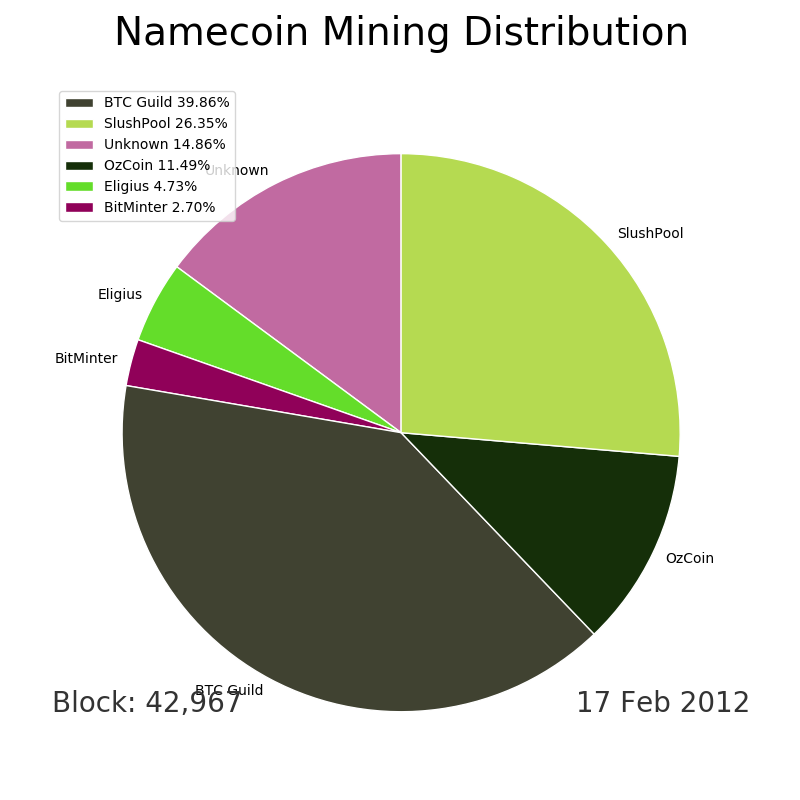 Namecoin Mining Distribution
BTC Guild 39.86%
SlushPool 26.35%
Unknown 14.86%
OzCoin 11.49%
Eligius 4.73%
BitMinter 2.70%
Unknown
SlushPool
Eligius
BitMinter
OzCoin
BTC Guild
Block: 42,967
17 Feb 2012